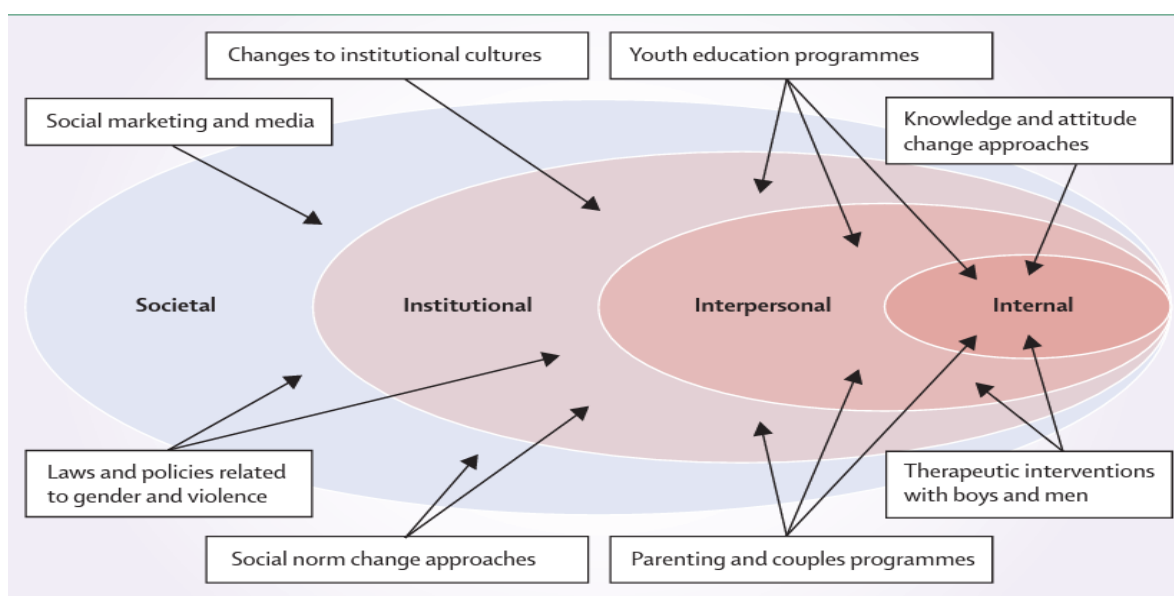 Changes to institutional cultures
Youth education programmes
Social marketing and media
Knowledge and attitude
change approaches
Societal
Institutional
Interpersonal
Internal
Laws and policies related
to gender and violence
Therapeutic interventions
with boys and men
Social norm change approaches
Parenting and couples programmes